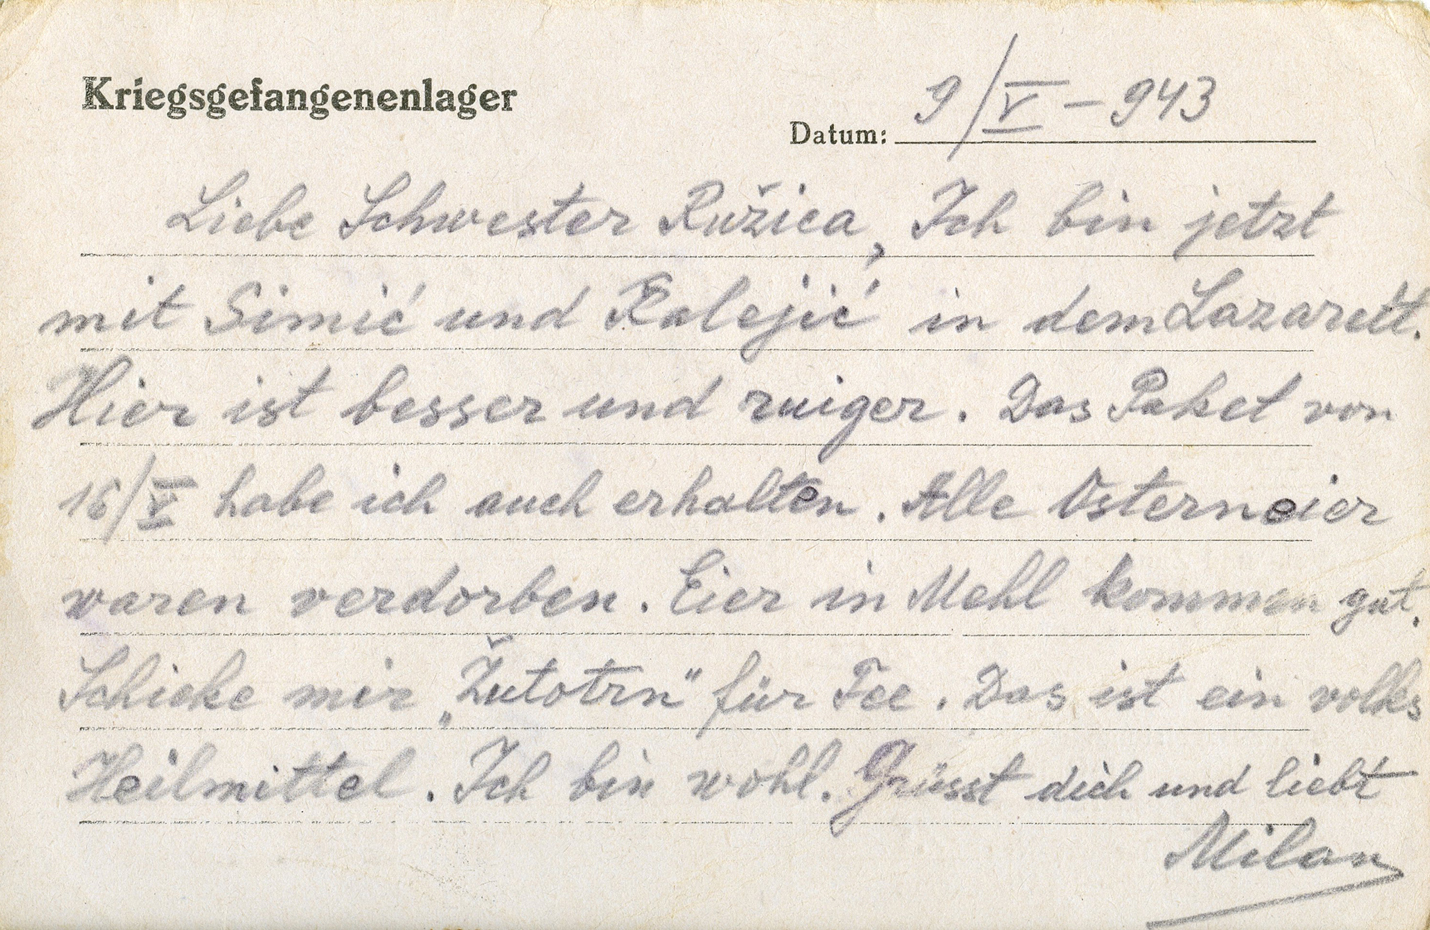 Kriegsgefangenenlager
Datum: 9/V – 943
Liebe Schwester Ružica, Ich bin jetzt
mit Simić und Kalejić in dem Lazarett.
Hier ist besser und ruiger. Das Paket von
16/V habe ich auch erhalten. Alle Osterneier
waren verdorben. Eier in Mehl kommen gut.
Schicke mir „Žutotrn" für Tee. Das ist ein volks
Heilmittel. Ich bin wohl. Grüsst dich und liebt
Milan